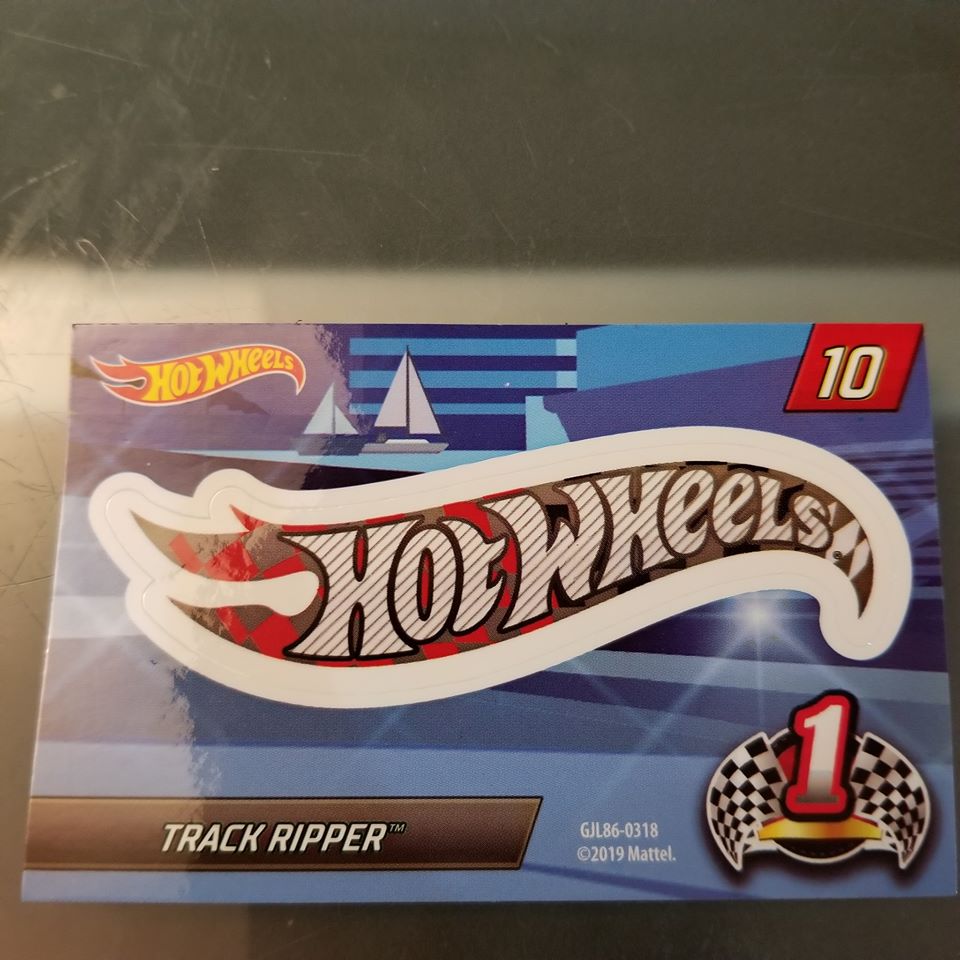 HOT WHEELS
10
HOT WHEELS
1
TRACK RIPPER™
GJL86-0318
©2019 Mattel.